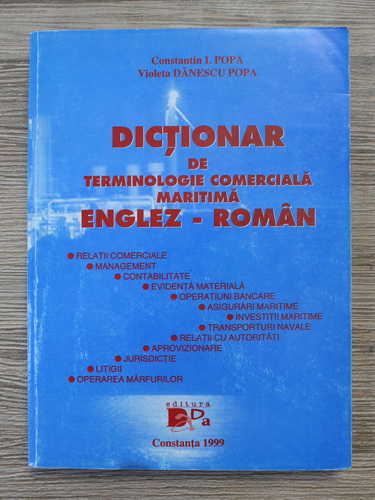 Constantin I. POPA
Violeta DĂNESCU POPA
DICȚIONAR
DE
TERMINOLOGIE COMERCIALĂ
MARITIMĂ
ENGLEZ - ROMÂN
● RELAȚII COMERCIALE
● MANAGEMENT
● CONTABILITATE
● EVIDENȚĂ MATERIALĂ
● OPERAȚIUNI BANCARE
● ASIGURĂRI MARITIME
● INVESTIȚII MARITIME
● TRANSPORTURI NAVALE
● RELAȚII CU AUTORITĂȚI
● APROVIZIONARE
● JURISDICȚIE
● LITIGII
● OPERAREA MĂRFURILOR
editura
Constanța 1999